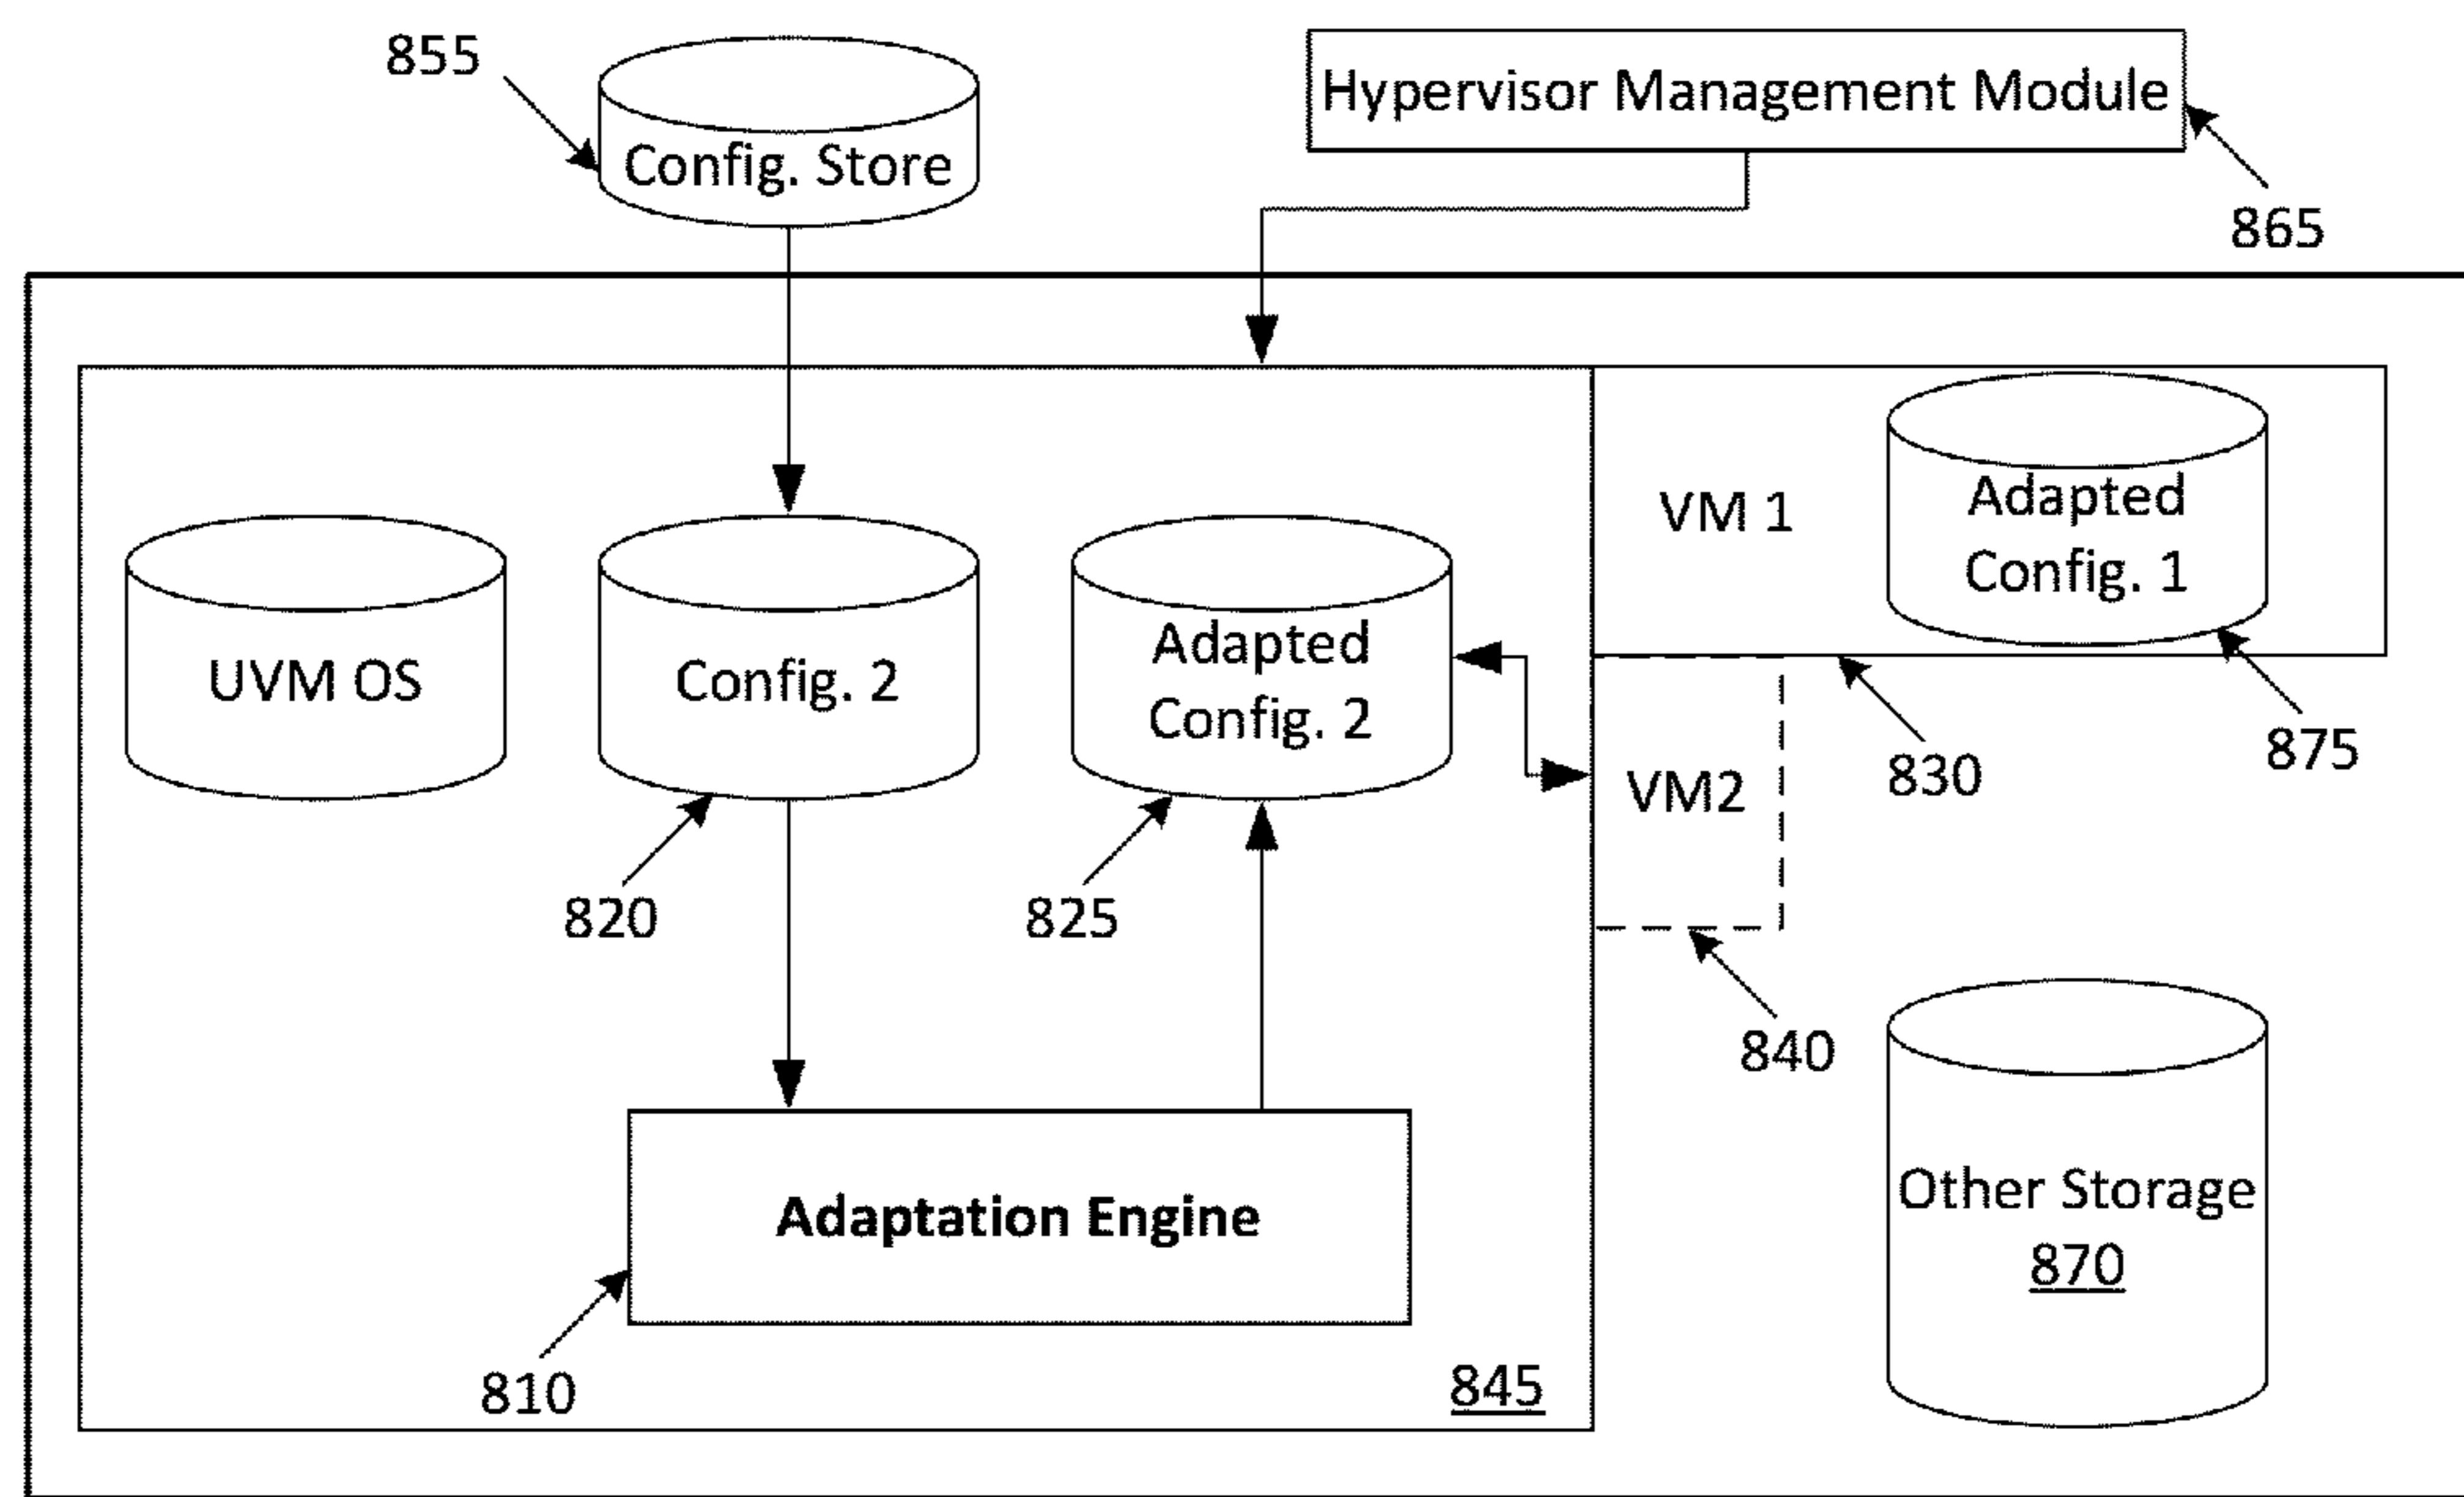 855
Config. Store
Hypervisor Management Module
865
VM 1
Adapted
Config. 1
UVM OS
Config. 2
Adapted
Config. 2
875
830
VM2
820
825
840
Other Storage
870
Adaptation Engine
810
845